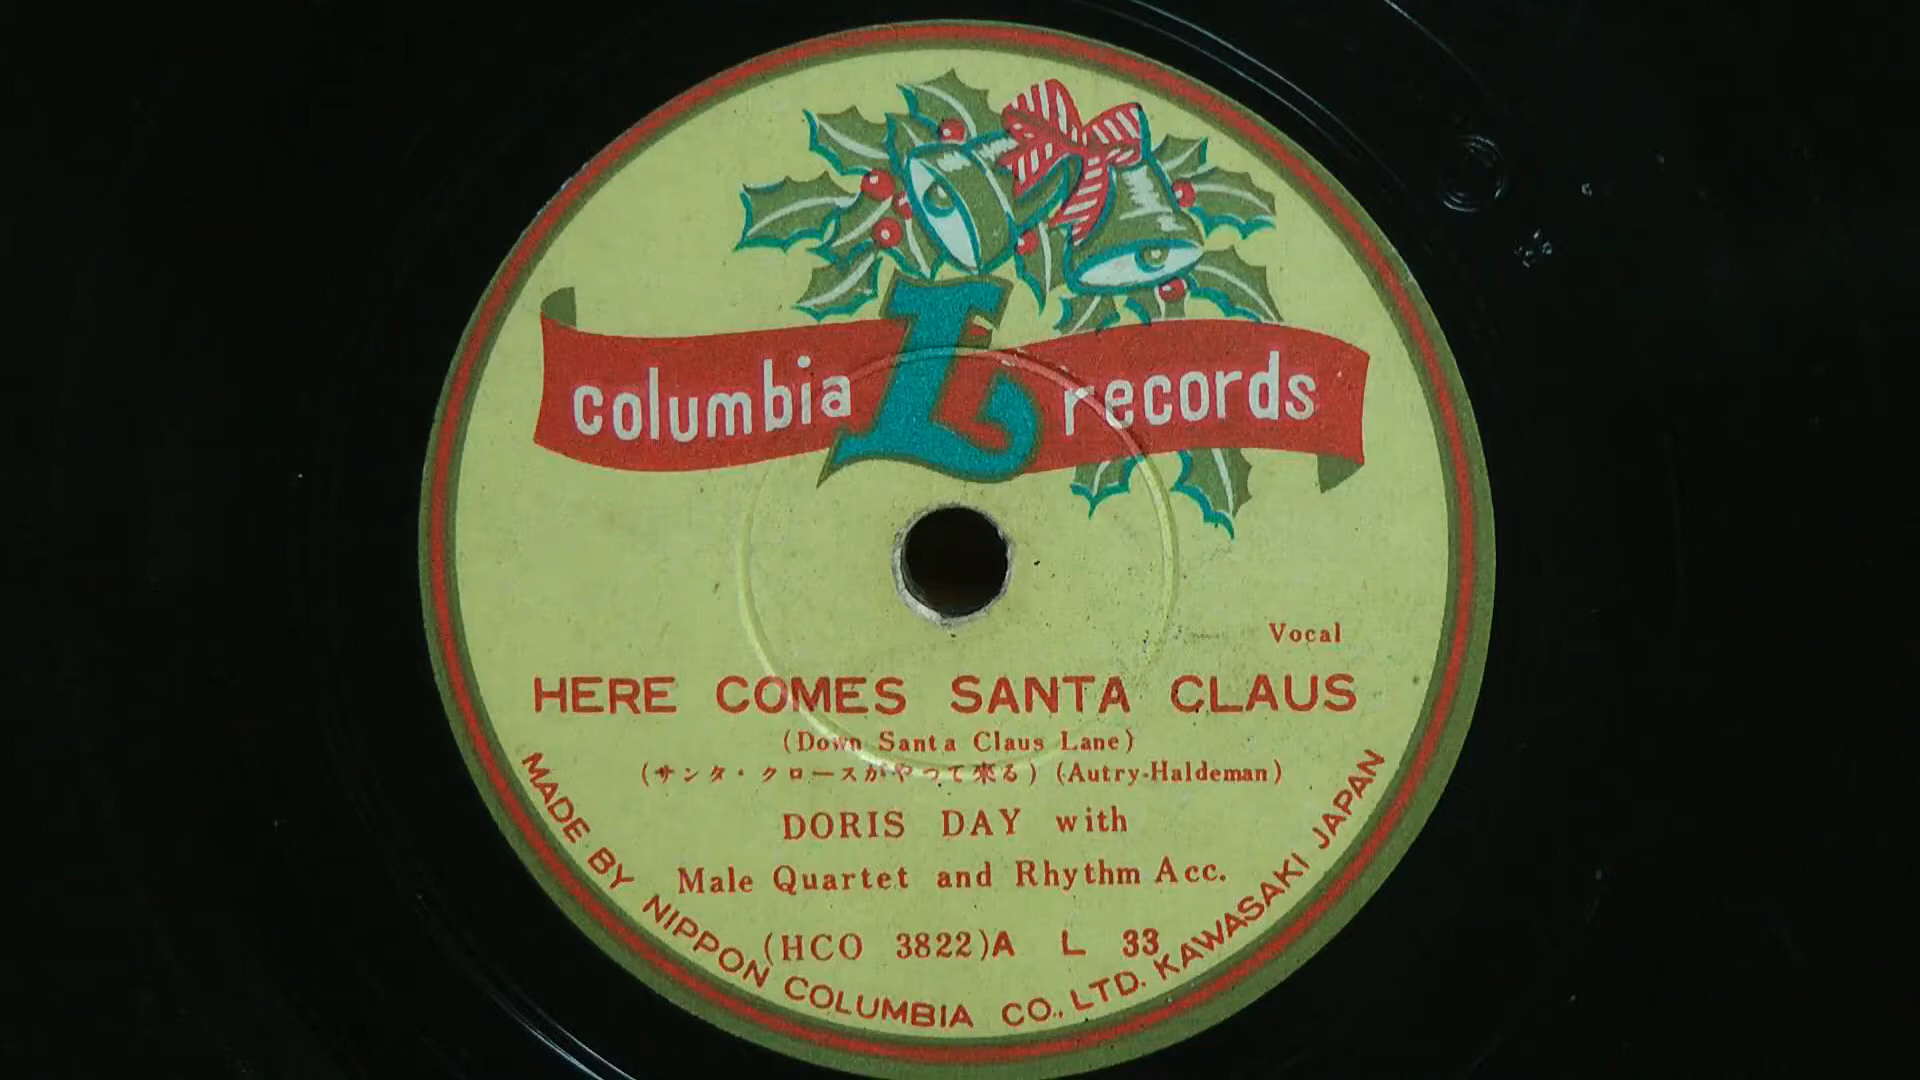 columbia L records
Vocal
HERE COMES SANTA CLAUS
(Down Santa Claus Lane)
(サンタ・クロースがやって來る) (Autry-Haldeman)
DORIS DAY with
Male Quartet and Rhythm Acc.
(HCO 3822)A L 33
MADE BY NIPPON COLUMBIA CO., LTD. KAWASAKI JAPAN